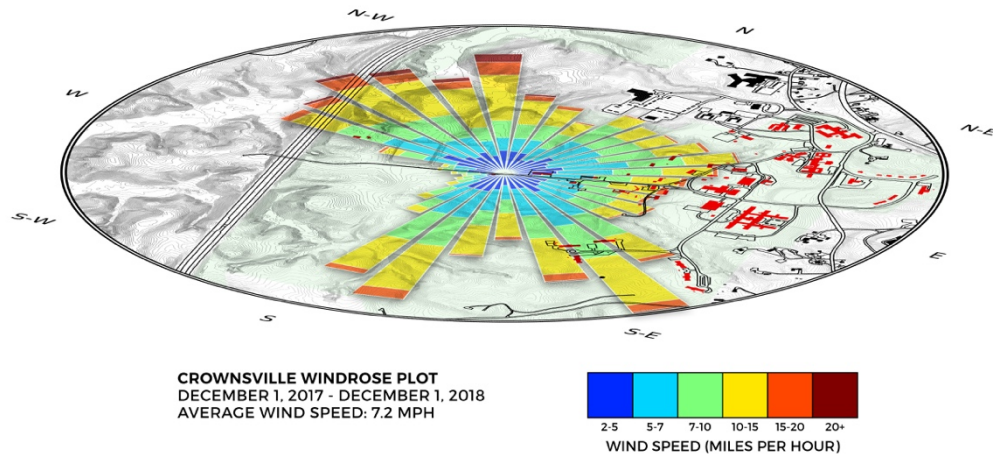 N-W
N
W
N-E
S-W
E
S
S-E
CROWNSVILLE WINDROSE PLOT
DECEMBER 1, 2017 - DECEMBER 1, 2018
AVERAGE WIND SPEED: 7.2 MPH
2-5 5-7 7-10 10-15 15-20 20+
WIND SPEED (MILES PER HOUR)